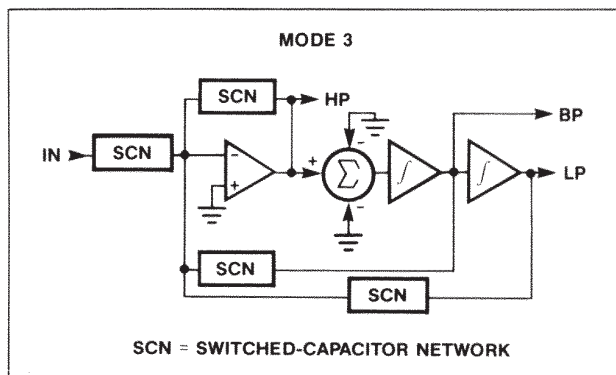 MODE 3
SCN
HP
IN
SCN
-
+
+
-
Σ
-
∫
∫
BP
LP
SCN
SCN
SCN = SWITCHED-CAPACITOR NETWORK